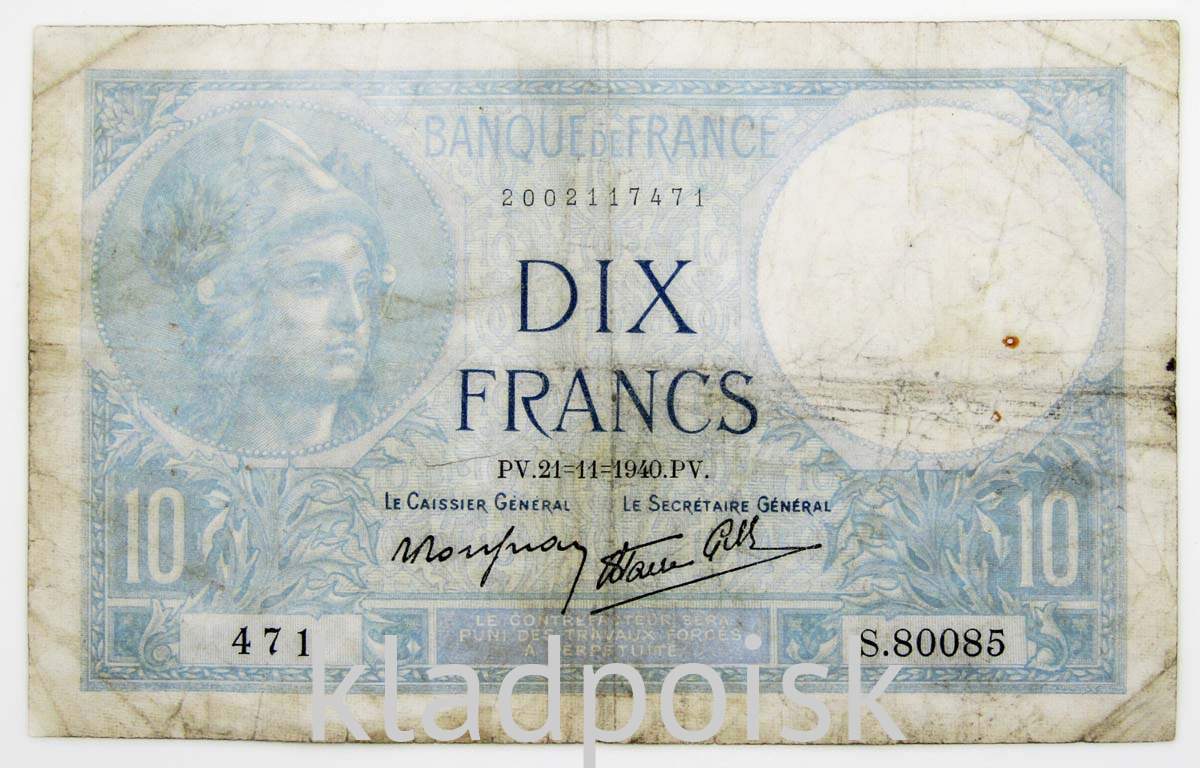 BANQUE DE FRANCE
2002117471
DIX
FRANCS
PV.21=11=1940.PV.
LE CAISSIER GÉNÉRAL LE SECRÉTAIRE GÉNÉRAL
10 10
LE CONTREFACTEUR SERA
PUNI DES TRAVAUX FORCÉS
À PERPÉTUITÉ
471 S.80085
kladpoisk